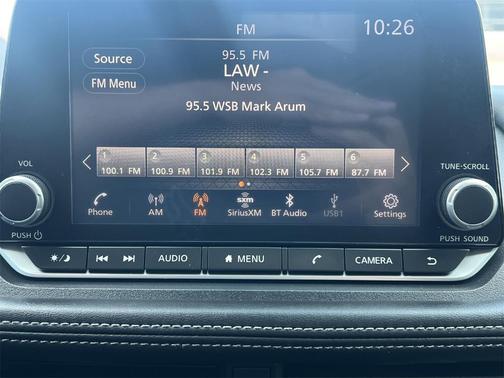 FM
10:26
Source
95.5 FM
LAW -
FM Menu
News
95.5 WSB Mark Arum
VOL
TUNE·SCROLL
1 2 3 4 5 6
100.1 FM 100.9 FM 101.9 FM 102.3 FM 105.7 FM 87.7 FM
sxm
Phone AM FM SiriusXM BT Audio USB1 Settings
PUSH
PUSH SOUND
AUDIO MENU CAMERA